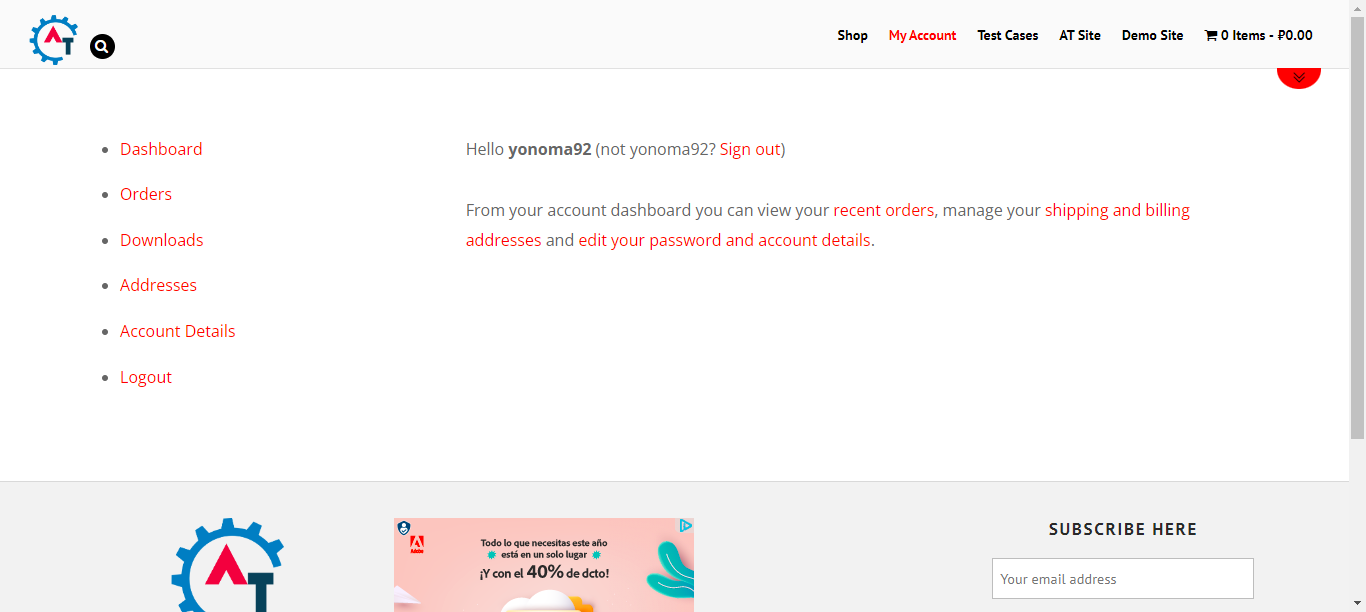 AT
Shop My Account Test Cases AT Site Demo Site 0 Items - ₽0.00
Dashboard
Orders
Downloads
Addresses
Account Details
Logout
Hello yonoma92 (not yonoma92? Sign out)
From your account dashboard you can view your recent orders, manage your shipping and billing
addresses and edit your password and account details.
AT
Adobe
Todo lo que necesitas este año
está en un solo lugar
¡Y con el 40% de dcto!
SUBSCRIBE HERE
Your email address